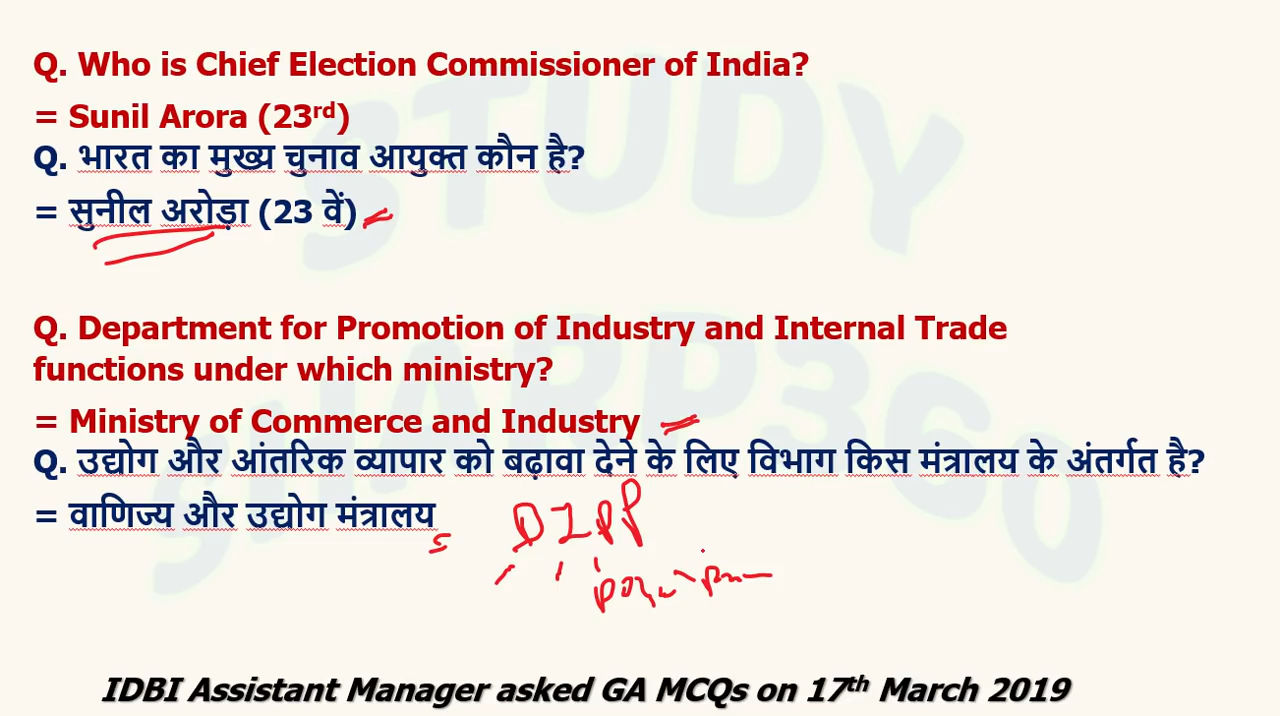 Q. Who is Chief Election Commissioner of India?
= Sunil Arora (23rd)
Q. भारत का मुख्य चुनाव आयुक्त कौन है?
= सुनील अरोड़ा (23 वें)
Q. Department for Promotion of Industry and Internal Trade
functions under which ministry?
= Ministry of Commerce and Industry
Q. उद्योग और आंतरिक व्यापार को बढ़ावा देने के लिए विभाग किस मंत्रालय के अंतर्गत है?
= वाणिज्य और उद्योग मंत्रालय
DIPP
IDBI Assistant Manager asked GA MCQs on 17th March 2019
STUDY
SHARP360